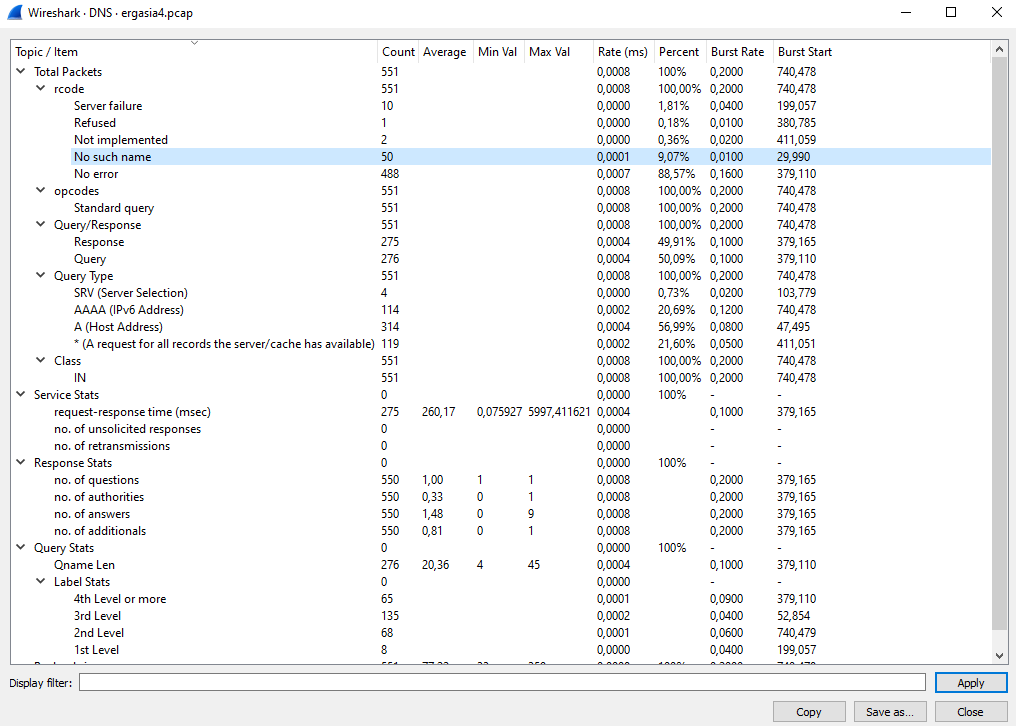 Wireshark · DNS · ergasia4.pcap
Topic / Item Count Average Min Val Max Val Rate (ms) Percent Burst Rate Burst Start
Total Packets 551 0,0008 100% 0,2000 740,478
rcode 551 0,0008 100,00% 0,2000 740,478
Server failure 10 0,0000 1,81% 0,0400 199,057
Refused 1 0,0000 0,18% 0,0100 380,785
Not implemented 2 0,0000 0,36% 0,0200 411,059
No such name 50 0,0001 9,07% 0,0100 29,990
No error 488 0,0007 88,57% 0,1600 379,110
opcodes 551 0,0008 100,00% 0,2000 740,478
Standard query 551 0,0008 100,00% 0,2000 740,478
Query/Response 551 0,0008 100,00% 0,2000 740,478
Response 275 0,0004 49,91% 0,1000 379,165
Query 276 0,0004 50,09% 0,1000 379,110
Query Type 551 0,0008 100,00% 0,2000 740,478
SRV (Server Selection) 4 0,0000 0,73% 0,0200 103,779
AAAA (IPv6 Address) 114 0,0002 20,69% 0,1200 740,478
A (Host Address) 314 0,0004 56,99% 0,0800 47,495
* (A request for all records the server/cache has available) 119 0,0002 21,60% 0,0500 411,051
Class 551 0,0008 100,00% 0,2000 740,478
IN 551 0,0008 100,00% 0,2000 740,478
Service Stats 0 0,0000 100% - -
request-response time (msec) 275 260,17 0,075927 5997,411621 0,0004 0,1000 379,165
no. of unsolicited responses 0 0,0000 - -
no. of retransmissions 0 0,0000 - -
Response Stats 0 0,0000 100% - -
no. of questions 550 1,00 1 1 0,0008 0,2000 379,165
no. of authorities 550 0,33 0 1 0,0008 0,2000 379,165
no. of answers 550 1,48 0 9 0,0008 0,2000 379,165
no. of additionals 550 0,81 0 1 0,0008 0,2000 379,165
Query Stats 0 0,0000 100% - -
Qname Len 276 20,36 4 45 0,0004 0,1000 379,110
Label Stats 0 0,0000 - -
4th Level or more 65 0,0001 0,0900 379,110
3rd Level 135 0,0002 0,0400 52,854
2nd Level 68 0,0001 0,0600 740,479
1st Level 8 0,0000 0,0400 199,057
Display filter: Apply
Copy Save as... Close